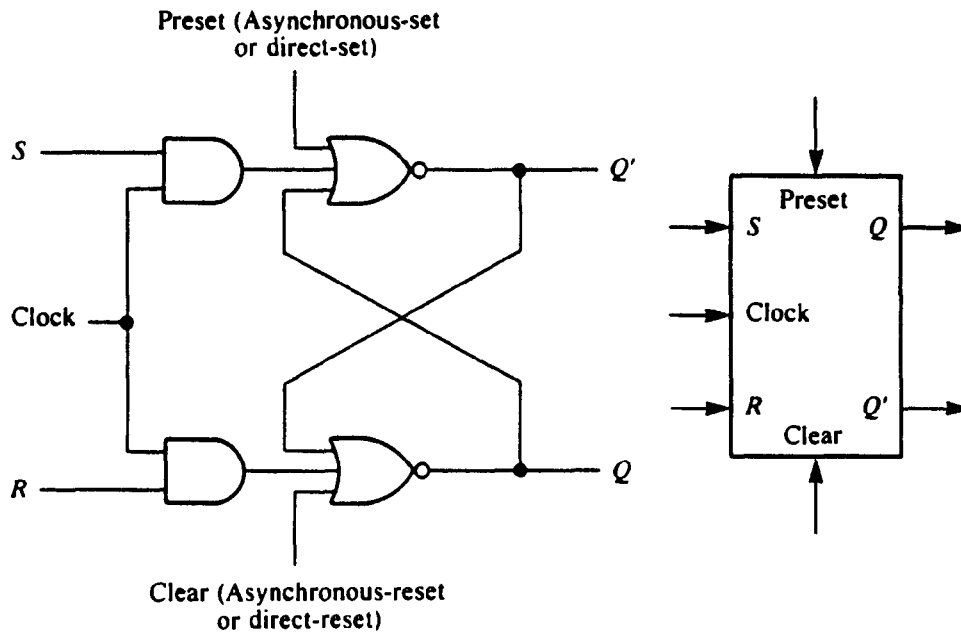 Preset (Asynchronous-set
or direct-set)
S
Q'
Clock
R
Q
Clear (Asynchronous-reset
or direct-reset)
Preset
S
Q
Clock
R
Q'
Clear